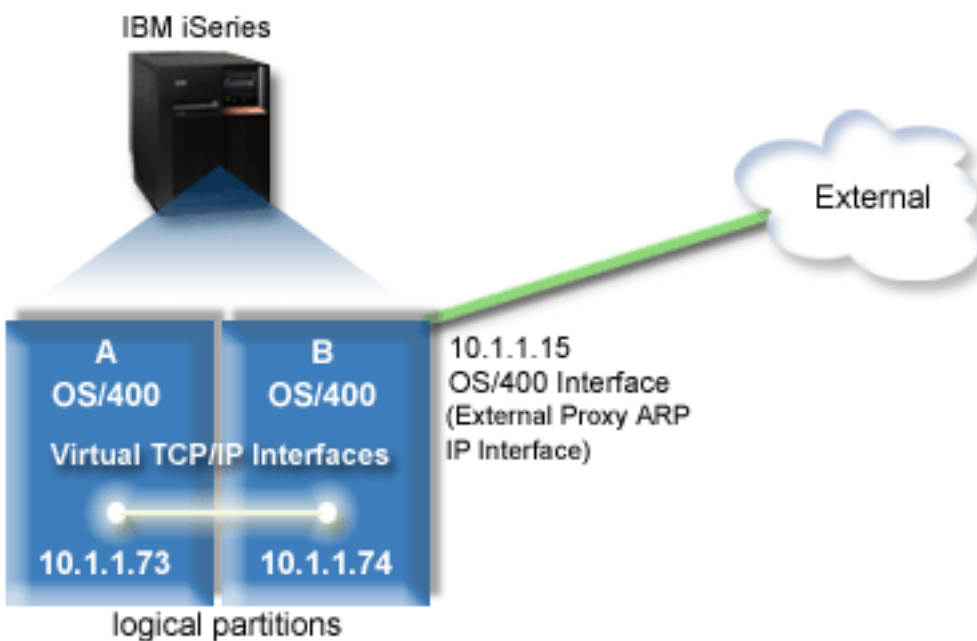 IBM iSeries
External
A
OS/400
B
OS/400
10.1.1.15
OS/400 Interface
(External Proxy ARP
IP Interface)
Virtual TCP/IP Interfaces
10.1.1.73
10.1.1.74
logical partitions